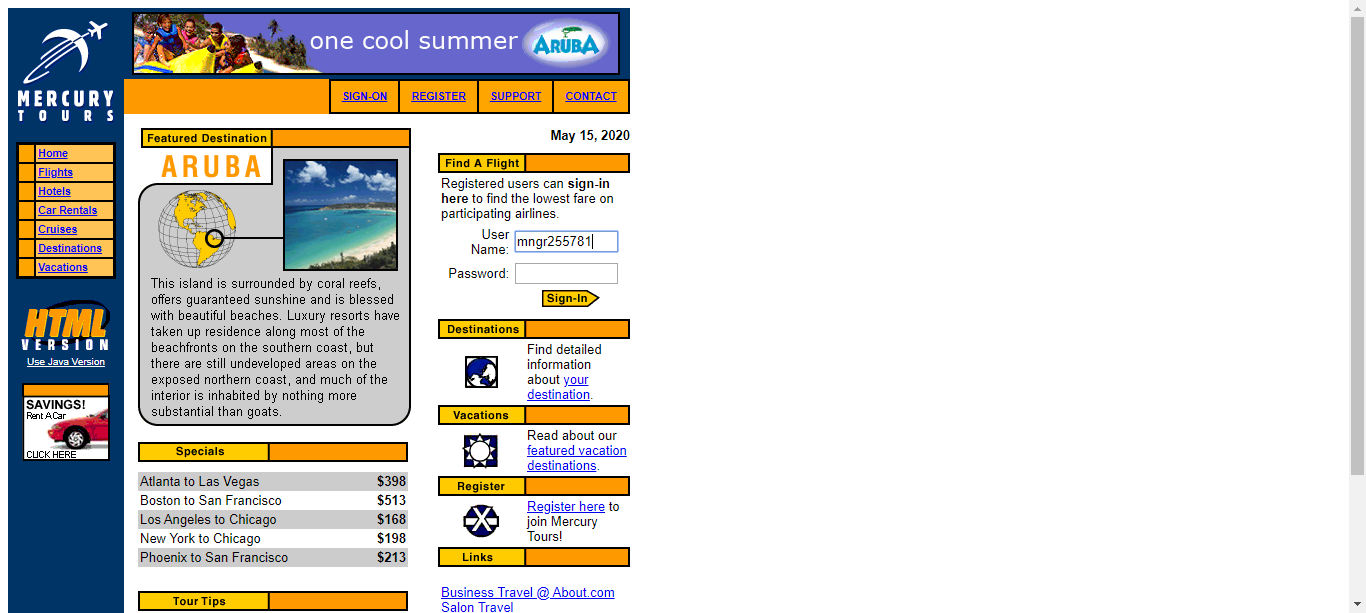 one cool summer ARUBA
MERCURY
TOURS
SIGN-ON REGISTER SUPPORT CONTACT
Home
Flights
Hotels
Car Rentals
Cruises
Destinations
Vacations
HTML
VERSION
Use Java Version
SAVINGS!
Rent A Car
CLICK HERE
Featured Destination
ARUBA
This island is surrounded by coral reefs,
offers guaranteed sunshine and is blessed
with beautiful beaches. Luxury resorts have
taken up residence along most of the
beachfronts on the southern coast, but
there are still undeveloped areas on the
exposed northern coast, and much of the
interior is inhabited by nothing more
substantial than goats.
Specials
Atlanta to Las Vegas $398
Boston to San Francisco $513
Los Angeles to Chicago $168
New York to Chicago $198
Phoenix to San Francisco $213
Tour Tips
May 15, 2020
Find A Flight
Registered users can sign-in
here to find the lowest fare on
participating airlines.
User
Name: mngr255781
Password:
Sign-In
Destinations
Find detailed
information
about your
destination.
Vacations
Read about our
featured vacation
destinations.
Register
Register here to
join Mercury
Tours!
Links
Business Travel @ About.com
Salon Travel